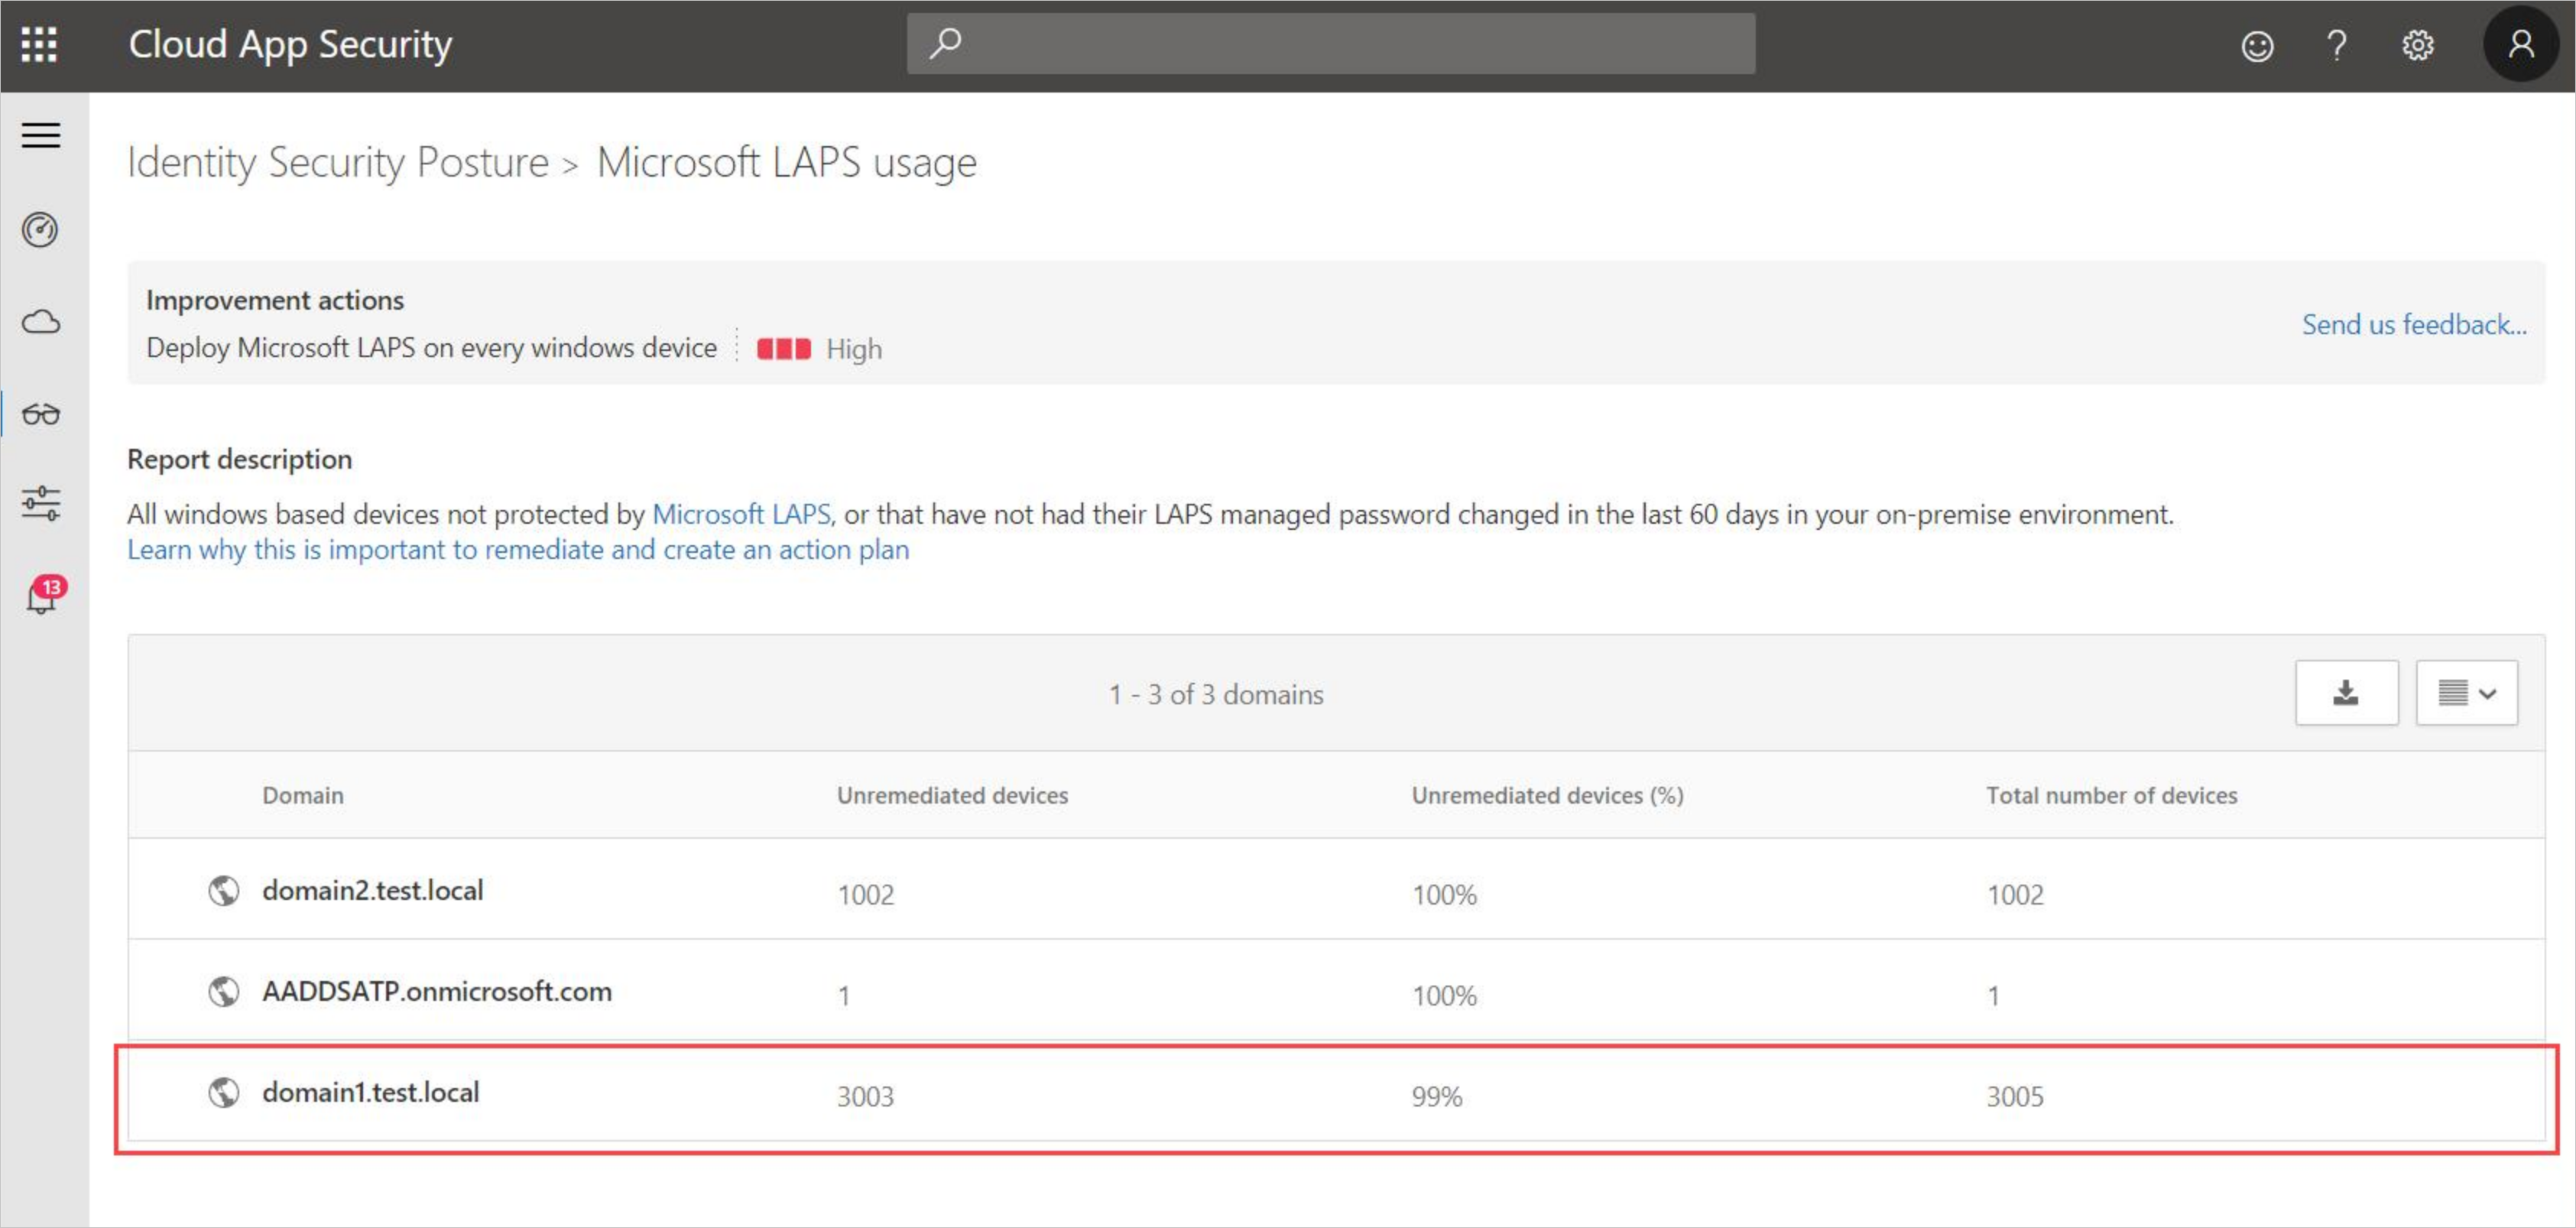 Cloud App Security
Identity Security Posture > Microsoft LAPS usage
Improvement actions
Deploy Microsoft LAPS on every windows device High
Send us feedback...
Report description
All windows based devices not protected by Microsoft LAPS, or that have not had their LAPS managed password changed in the last 60 days in your on-premise environment.
Learn why this is important to remediate and create an action plan
13
1 - 3 of 3 domains
Domain Unremediated devices Unremediated devices (%) Total number of devices
domain2.test.local 1002 100% 1002
AADDSATP.onmicrosoft.com 1 100% 1
domain1.test.local 3003 99% 3005